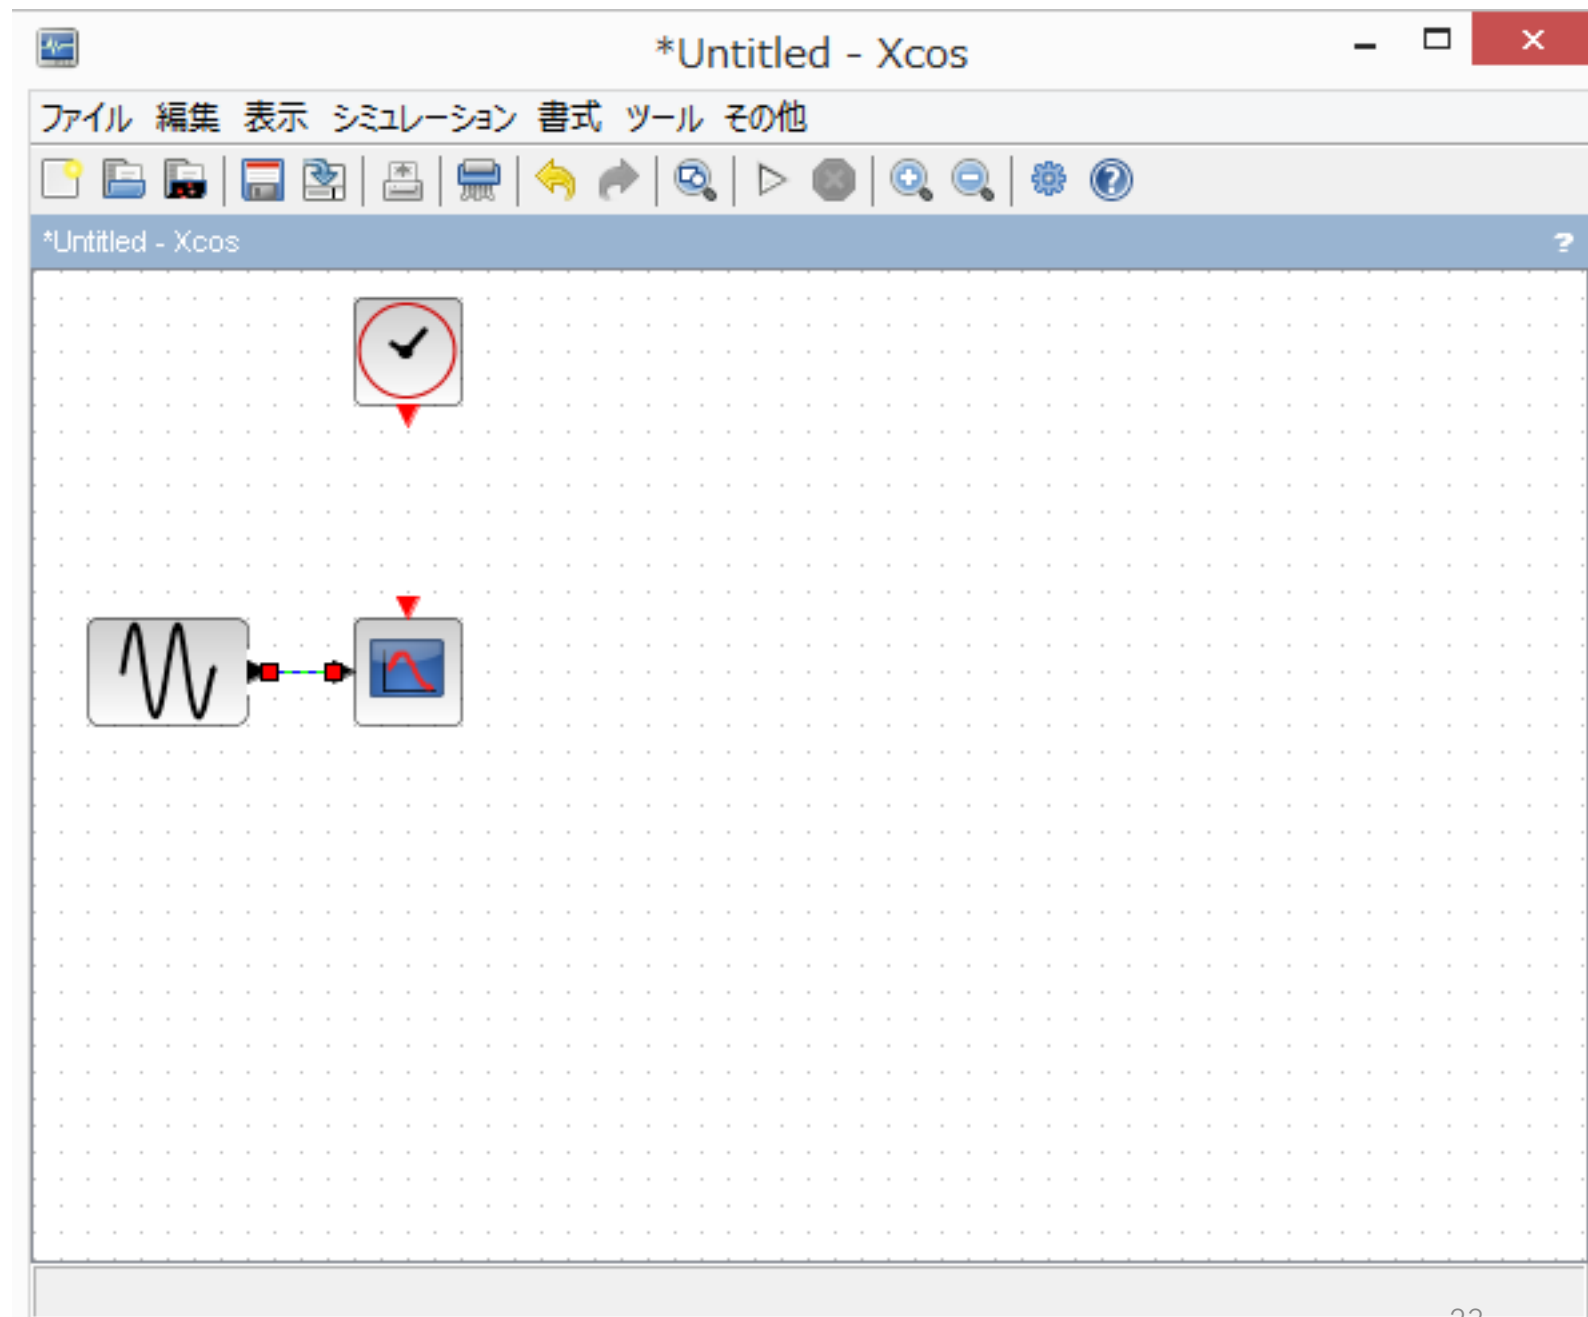 *Untitled - Xcos
ファイル 編集 表示 シミュレーション 書式 ツール その他
*Untitled - Xcos